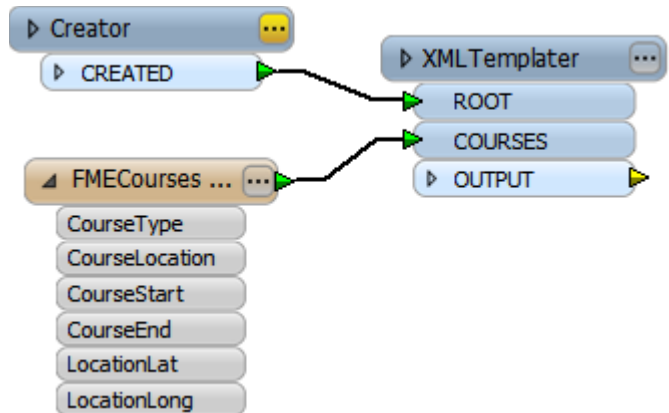 Creator
CREATED
XMLTemplater
ROOT
COURSES
OUTPUT
FMECourses ...
CourseType
CourseLocation
CourseStart
CourseEnd
LocationLat
LocationLong